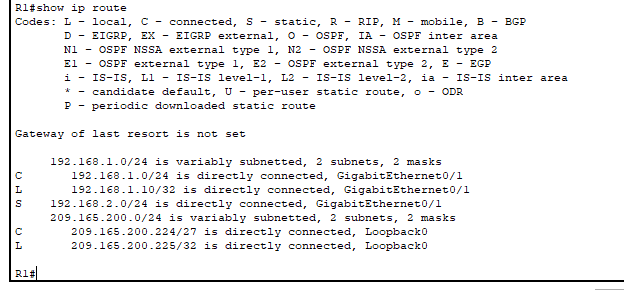 R1#show ip route
Codes: L - local, C - connected, S - static, R - RIP, M - mobile, B - BGP
D - EIGRP, EX - EIGRP external, O - OSPF, IA - OSPF inter area
N1 - OSPF NSSA external type 1, N2 - OSPF NSSA external type 2
E1 - OSPF external type 1, E2 - OSPF external type 2, E - EGP
i - IS-IS, L1 - IS-IS level-1, L2 - IS-IS level-2, ia - IS-IS inter area
* - candidate default, U - per-user static route, o - ODR
P - periodic downloaded static route
Gateway of last resort is not set
192.168.1.0/24 is variably subnetted, 2 subnets, 2 masks
C 192.168.1.0/24 is directly connected, GigabitEthernet0/1
L 192.168.1.10/32 is directly connected, GigabitEthernet0/1
S 192.168.2.0/24 is directly connected, GigabitEthernet0/1
209.165.200.0/24 is variably subnetted, 2 subnets, 2 masks
C 209.165.200.224/27 is directly connected, Loopback0
L 209.165.200.225/32 is directly connected, Loopback0
R1#